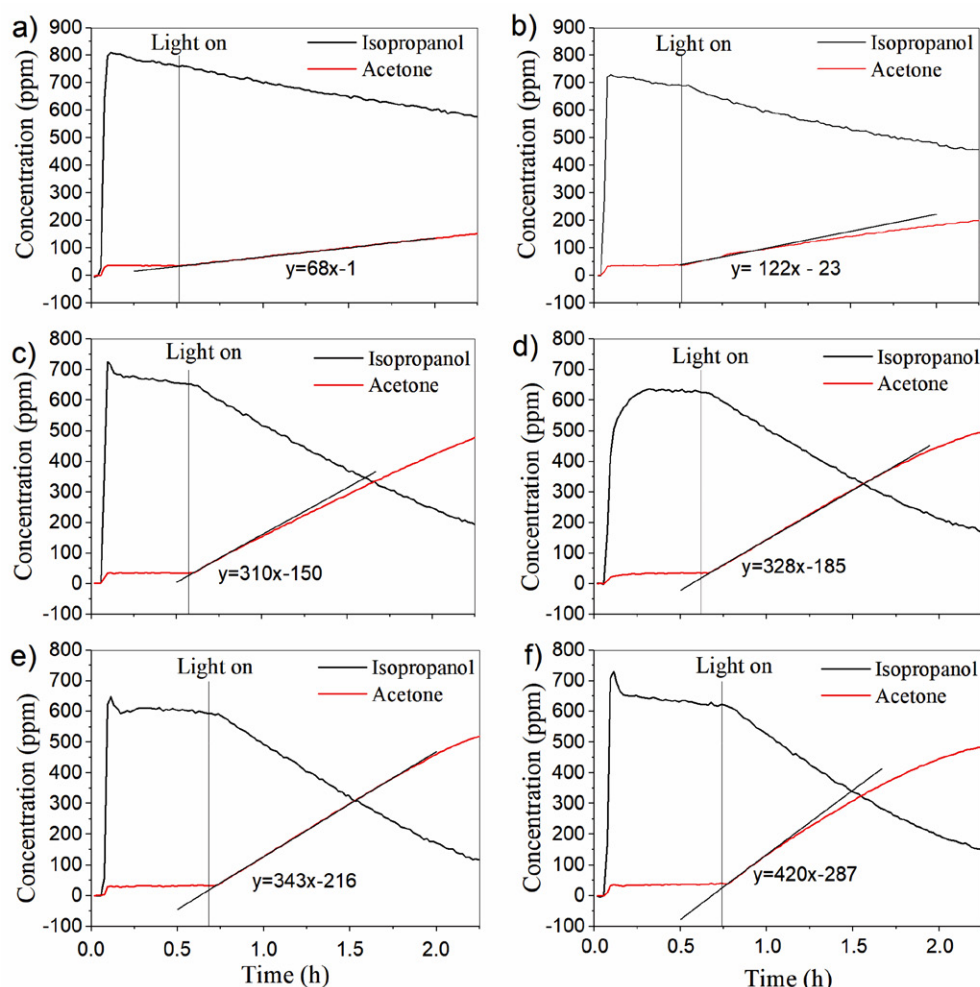 a)
900
800
700
600
500
400
300
200
100
0
-100
Concentration (ppm)
Light on
Isopropanol
Acetone
y=68x-1
b)
900
800
700
600
500
400
300
200
100
0
-100
Concentration (ppm)
Light on
Isopropanol
Acetone
y= 122x - 23
c)
800
700
600
500
400
300
200
100
0
-100
Concentration (ppm)
Light on
Isopropanol
Acetone
y=310x-150
d)
800
700
600
500
400
300
200
100
0
-100
Concentration (ppm)
Light on
Isopropanol
Acetone
y=328x-185
e)
800
700
600
500
400
300
200
100
0
-100
Concentration (ppm)
Light on
Isopropanol
Acetone
y=343x-216
0.0 0.5 1.0 1.5 2.0
Time (h)
f)
800
700
600
500
400
300
200
100
0
-100
Concentration (ppm)
Light on
Isopropanol
Acetone
y=420x-287
0.0 0.5 1.0 1.5 2.0
Time (h)